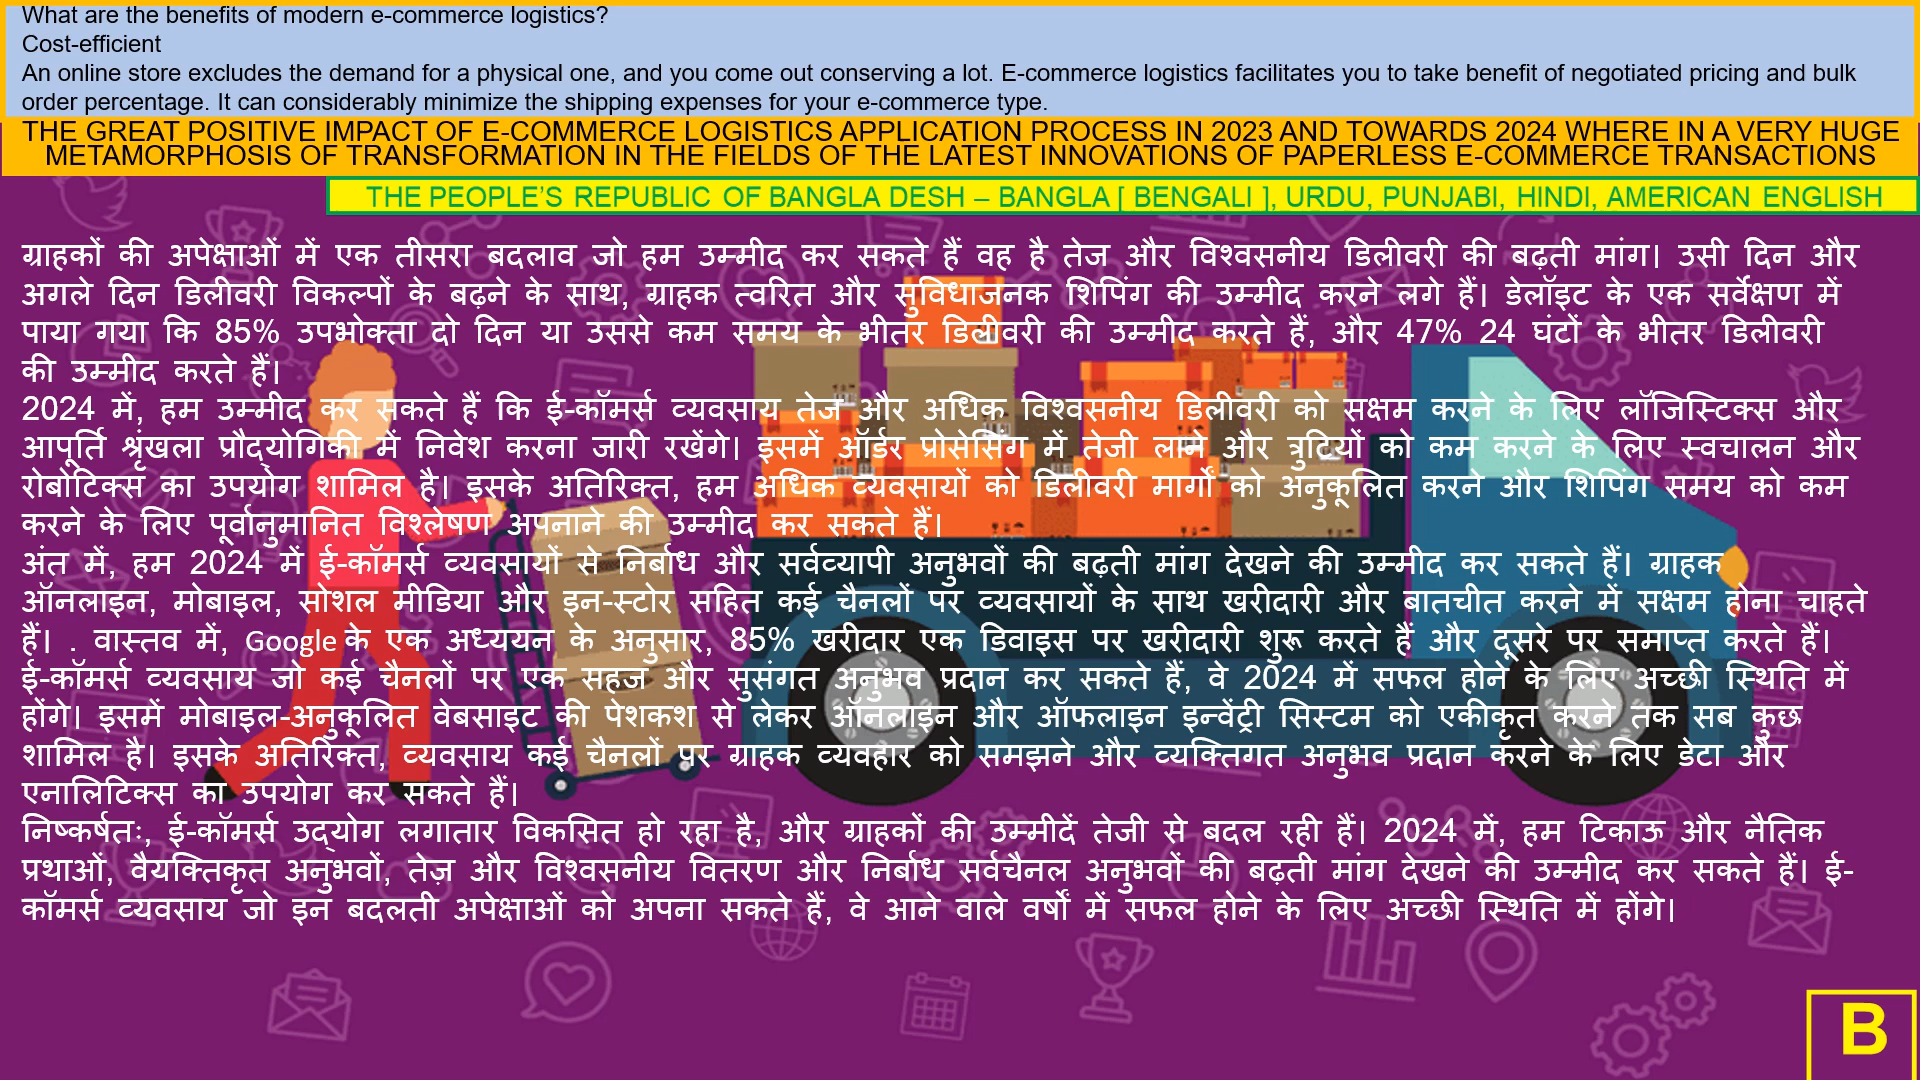 What are the benefits of modern e-commerce logistics?
Cost-efficient
An online store excludes the demand for a physical one, and you come out conserving a lot. E-commerce logistics facilitates you to take benefit of negotiated pricing and bulk
order percentage. It can considerably minimize the shipping expenses for your e-commerce type.
THE GREAT POSITIVE IMPACT OF E-COMMERCE LOGISTICS APPLICATION PROCESS IN 2023 AND TOWARDS 2024 WHERE IN A VERY HUGE
METAMORPHOSIS OF TRANSFORMATION IN THE FIELDS OF THE LATEST INNOVATIONS OF PAPERLESS E-COMMERCE TRANSACTIONS
THE PEOPLE’S REPUBLIC OF BANGLA DESH – BANGLA [ BENGALI ], URDU, PUNJABI, HINDI, AMERICAN ENGLISH
ग्राहकों की अपेक्षाओं में एक तीसरा बदलाव जो हम उम्मीद कर सकते हैं वह है तेज और विश्वसनीय डिलीवरी की बढ़ती मांग। उसी दिन और
अगले दिन डिलीवरी विकल्पों के बढ़ने के साथ, ग्राहक त्वरित और सुविधाजनक शिपिंग की उम्मीद करने लगे हैं। डेलॉइट के एक सर्वेक्षण में
पाया गया कि 85% उपभोक्ता दो दिन या उससे कम समय के भीतर डिलीवरी की उम्मीद करते हैं, और 47% 24 घंटों के भीतर डिलीवरी
की उम्मीद करते हैं।
2024 में, हम उम्मीद कर सकते हैं कि ई-कॉमर्स व्यवसाय तेज और अधिक विश्वसनीय डिलीवरी को सक्षम करने के लिए लॉजिस्टिक्स और
आपूर्ति श्रृंखला प्रौद्योगिकी में निवेश करना जारी रखेंगे। इसमें ऑर्डर प्रोसेसिंग में तेजी लाने और त्रुटियों को कम करने के लिए स्वचालन और
रोबोटिक्स का उपयोग शामिल है। इसके अतिरिक्त, हम अधिक व्यवसायों को डिलीवरी मार्गों को अनुकूलित करने और शिपिंग समय को कम
करने के लिए पूर्वानुमानित विश्लेषण अपनाने की उम्मीद कर सकते हैं।
अंत में, हम 2024 में ई-कॉमर्स व्यवसायों से निर्बाध और सर्वव्यापी अनुभवों की बढ़ती मांग देखने की उम्मीद कर सकते हैं। ग्राहक
ऑनलाइन, मोबाइल, सोशल मीडिया और इन-स्टोर सहित कई चैनलों पर व्यवसायों के साथ खरीदारी और बातचीत करने में सक्षम होना चाहते
हैं। . वास्तव में, Google के एक अध्ययन के अनुसार, 85% खरीदार एक डिवाइस पर खरीदारी शुरू करते हैं और दूसरे पर समाप्त करते हैं।
ई-कॉमर्स व्यवसाय जो कई चैनलों पर एक सहज और सुसंगत अनुभव प्रदान कर सकते हैं, वे 2024 में सफल होने के लिए अच्छी स्थिति में
होंगे। इसमें मोबाइल-अनुकूलित वेबसाइट की पेशकश से लेकर ऑनलाइन और ऑफलाइन इन्वेंट्री सिस्टम को एकीकृत करने तक सब कुछ
शामिल है। इसके अतिरिक्त, व्यवसाय कई चैनलों पर ग्राहक व्यवहार को समझने और व्यक्तिगत अनुभव प्रदान करने के लिए डेटा और
एनालिटिक्स का उपयोग कर सकते हैं।
निष्कर्षतः, ई-कॉमर्स उद्योग लगातार विकसित हो रहा है, और ग्राहकों की उम्मीदें तेजी से बदल रही हैं। 2024 में, हम टिकाऊ और नैतिक
प्रथाओं, वैयक्तिकृत अनुभवों, तेज़ और विश्वसनीय वितरण और निर्बाध सर्वचैनल अनुभवों की बढ़ती मांग देखने की उम्मीद कर सकते हैं। ई-
कॉमर्स व्यवसाय जो इन बदलती अपेक्षाओं को अपना सकते हैं, वे आने वाले वर्षों में सफल होने के लिए अच्छी स्थिति में होंगे।
B